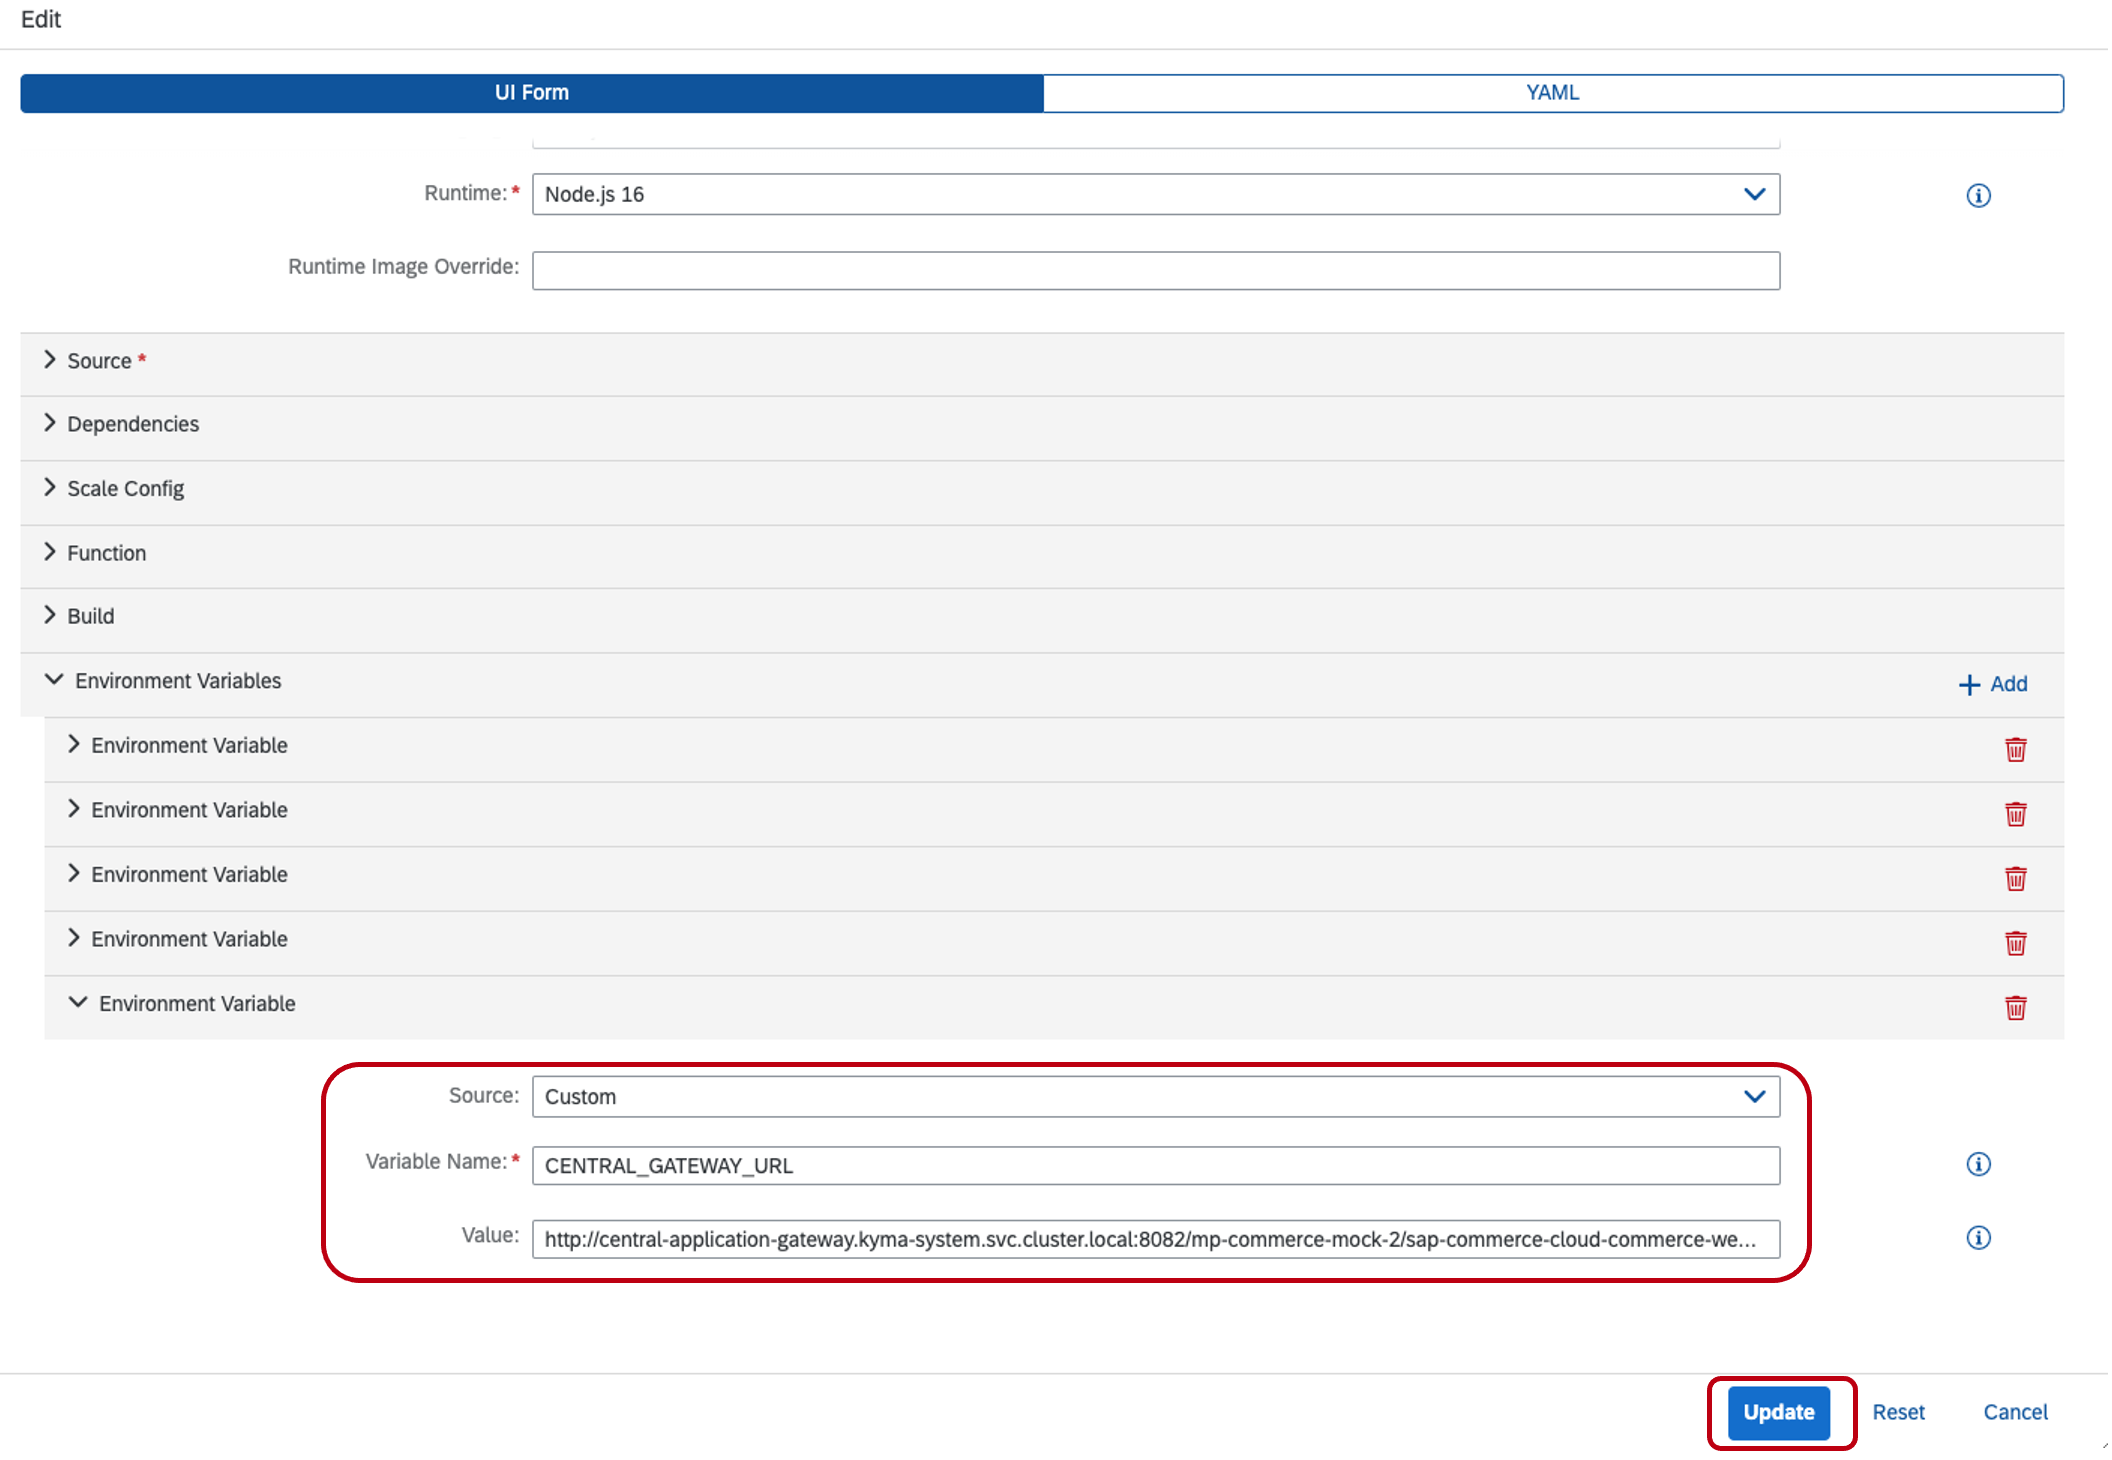 Edit
UI Form
YAML
Runtime:*
Node.js 16
Runtime Image Override:
Source *
Dependencies
Scale Config
Function
Build
Environment Variables
+ Add
Environment Variable
Environment Variable
Environment Variable
Environment Variable
Environment Variable
Source:
Custom
Variable Name:*
CENTRAL_GATEWAY_URL
Value:
http://central-application-gateway.kyma-system.svc.cluster.local:8082/mp-commerce-mock-2/sap-commerce-cloud-commerce-we...
Update
Reset
Cancel